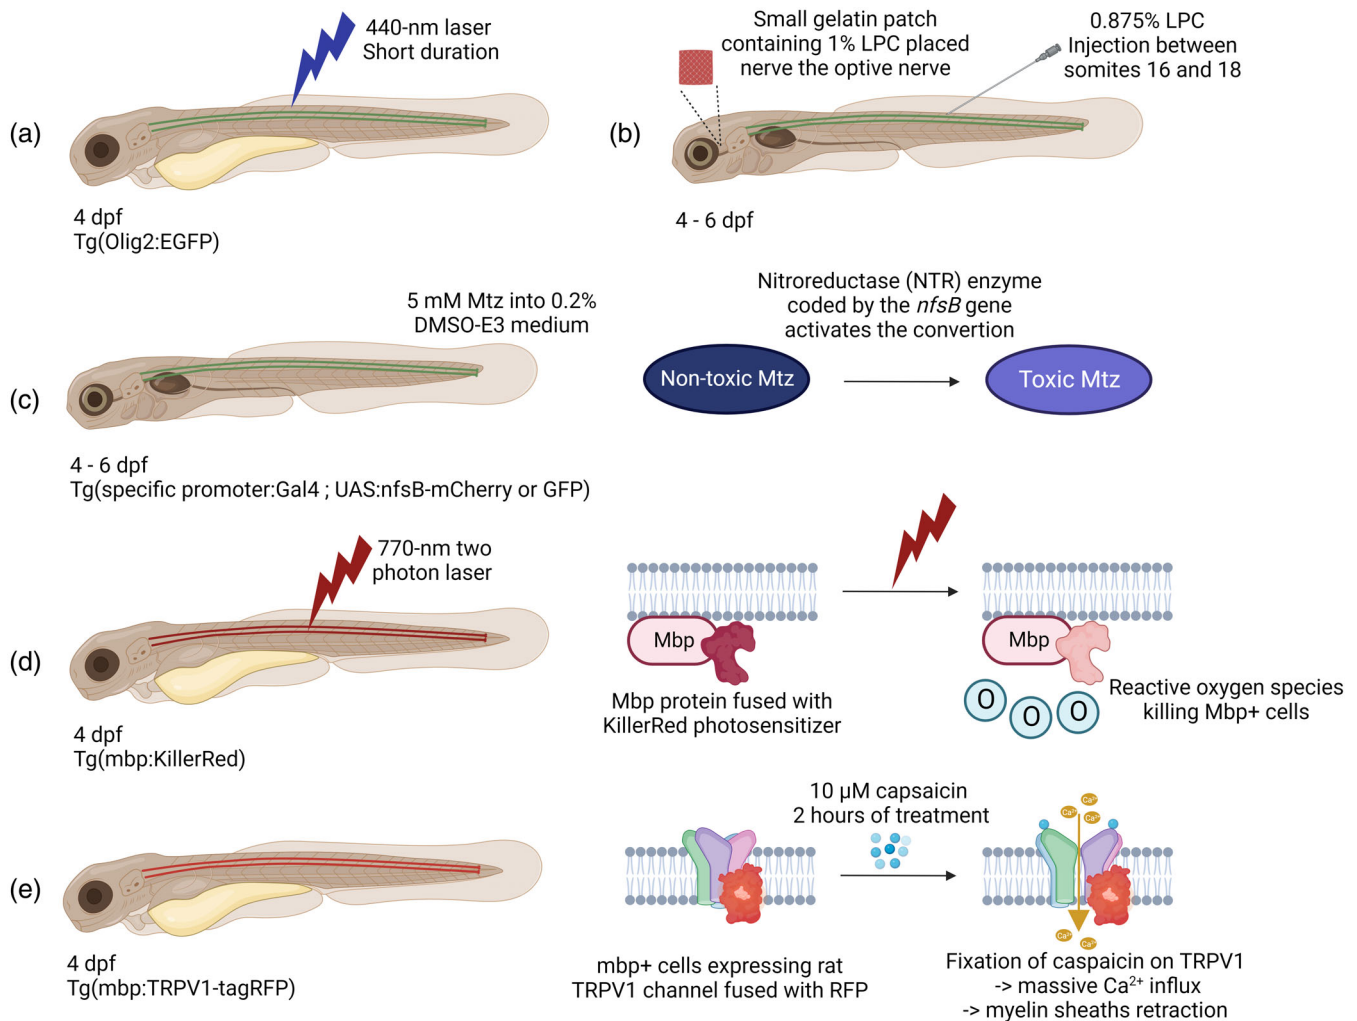 440-nm laser
Short duration
(a)
4 dpf
Tg(Olig2:EGFP)
Small gelatin patch
containing 1% LPC placed
nerve the optive nerve
0.875% LPC
Injection between
somites 16 and 18
(b)
4 - 6 dpf
5 mM Mtz into 0.2%
DMSO-E3 medium
(c)
4 - 6 dpf
Tg(specific promoter:Gal4 ; UAS:nfsB-mCherry or GFP)
Nitroreductase (NTR) enzyme
coded by the nfsB gene
activates the convertion
Non-toxic Mtz
Toxic Mtz
770-nm two
photon laser
(d)
4 dpf
Tg(mbp:KillerRed)
Mbp
Mbp protein fused with
KillerRed photosensitizer
Mbp
O O O
Reactive oxygen species
killing Mbp+ cells
(e)
4 dpf
Tg(mbp:TRPV1-tagRFP)
10 µM capsaicin
2 hours of treatment
mbp+ cells expressing rat
TRPV1 channel fused with RFP
Ca²⁺
Ca²⁺
Ca²⁺
Ca²⁺
Ca²⁺
Ca²⁺
Fixation of caspaicin on TRPV1
-> massive Ca²⁺ influx
-> myelin sheaths retraction